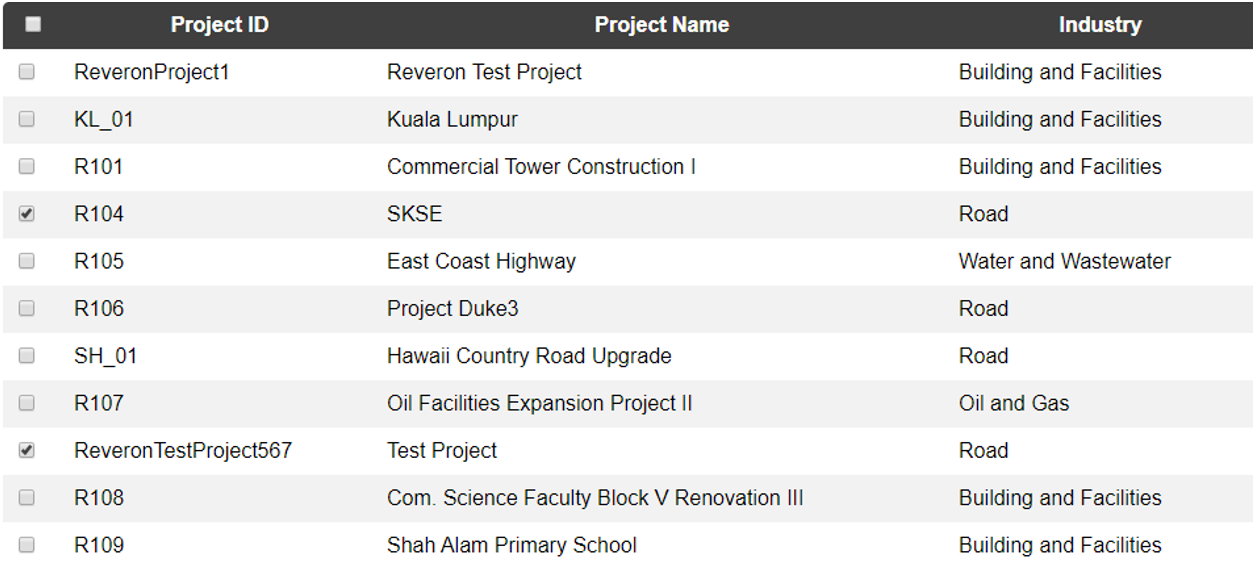 Project ID Project Name Industry
ReveronProject1 Reveron Test Project Building and Facilities
KL_01 Kuala Lumpur Building and Facilities
R101 Commercial Tower Construction I Building and Facilities
R104 SKSE Road
R105 East Coast Highway Water and Wastewater
R106 Project Duke3 Road
SH_01 Hawaii Country Road Upgrade Road
R107 Oil Facilities Expansion Project II Oil and Gas
ReveronTestProject567 Test Project Road
R108 Com. Science Faculty Block V Renovation III Building and Facilities
R109 Shah Alam Primary School Building and Facilities